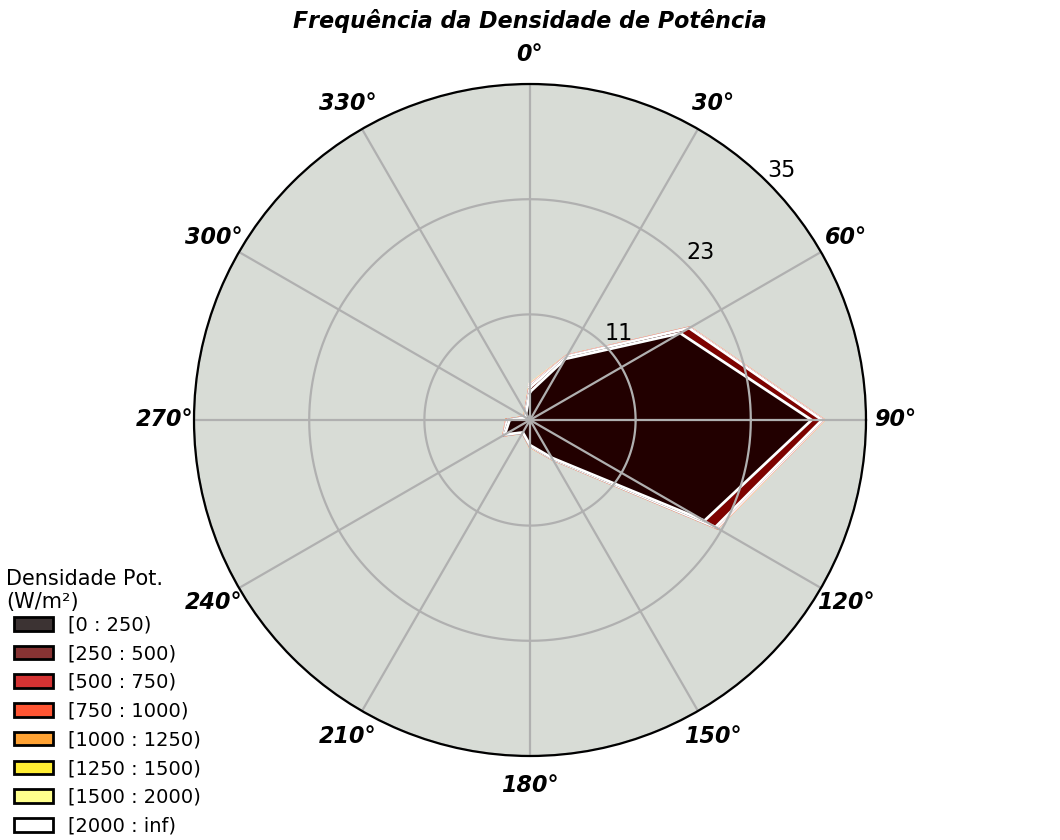 Frequência da Densidade de Potência
0°
330°
30°
35
300°
60°
23
11
270°
90°
240°
120°
210°
150°
180°
Densidade Pot.
(W/m²)
[0 : 250)
[250 : 500)
[500 : 750)
[750 : 1000)
[1000 : 1250)
[1250 : 1500)
[1500 : 2000)
[2000 : inf)